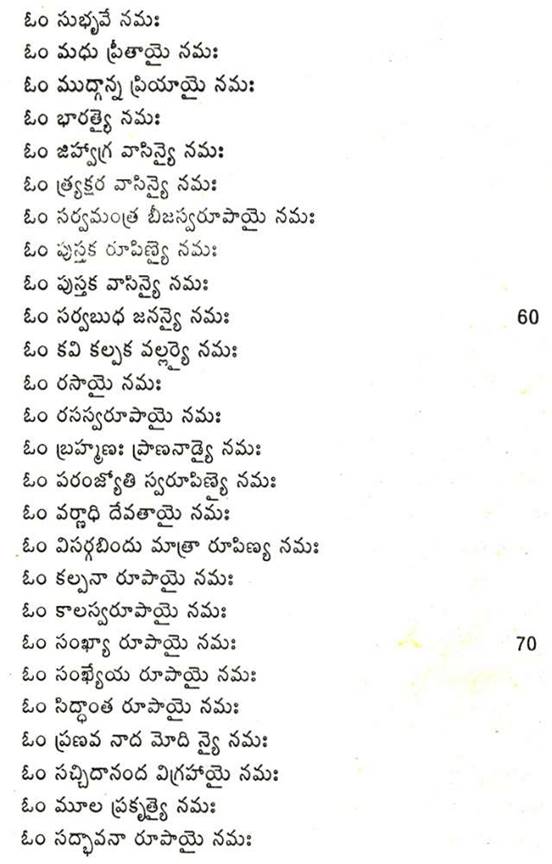 ఓం సుభృవే నమః
ఓం మధు ప్రీతాయై నమః
ఓం ముద్గాన్న ప్రియాయై నమః
ఓం భారత్యై నమః
ఓం జిహ్వాగ్ర వాసిన్యై నమః
ఓం త్ర్యక్షర వాసిన్యై నమః
ఓం సర్వమంత్ర బీజస్వరూపాయై నమః
ఓం పుస్తక రూపిణ్యై నమః
ఓం పుస్తక వాసిన్యై నమః
ఓం సర్వబుధ జనన్యై నమః 60
ఓం కవి కల్పక వల్లర్యై నమః
ఓం రసాయై నమః
ఓం రసస్వరూపాయై నమః
ఓం బ్రహ్మణః ప్రాణనాడ్యై నమః
ఓం పరంజ్యోతి స్వరూపిణ్యై నమః
ఓం వర్ణాధి దేవతాయై నమః
ఓం విసర్గబిందు మాత్రా రూపిణ్య నమః
ఓం కల్పనా రూపాయై నమః
ఓం కాలస్వరూపాయై నమః
ఓం సంఖ్యా రూపాయై నమః 70
ఓం సంఖ్యేయ రూపాయై నమః
ఓం సిద్ధాంత రూపాయై నమః
ఓం ప్రణవ నాద మోది న్యై నమః
ఓం సచ్చిదానంద విగ్రహాయై నమః
ఓం మూల ప్రకృత్యై నమః
ఓం సద్భావనా రూపాయై నమః